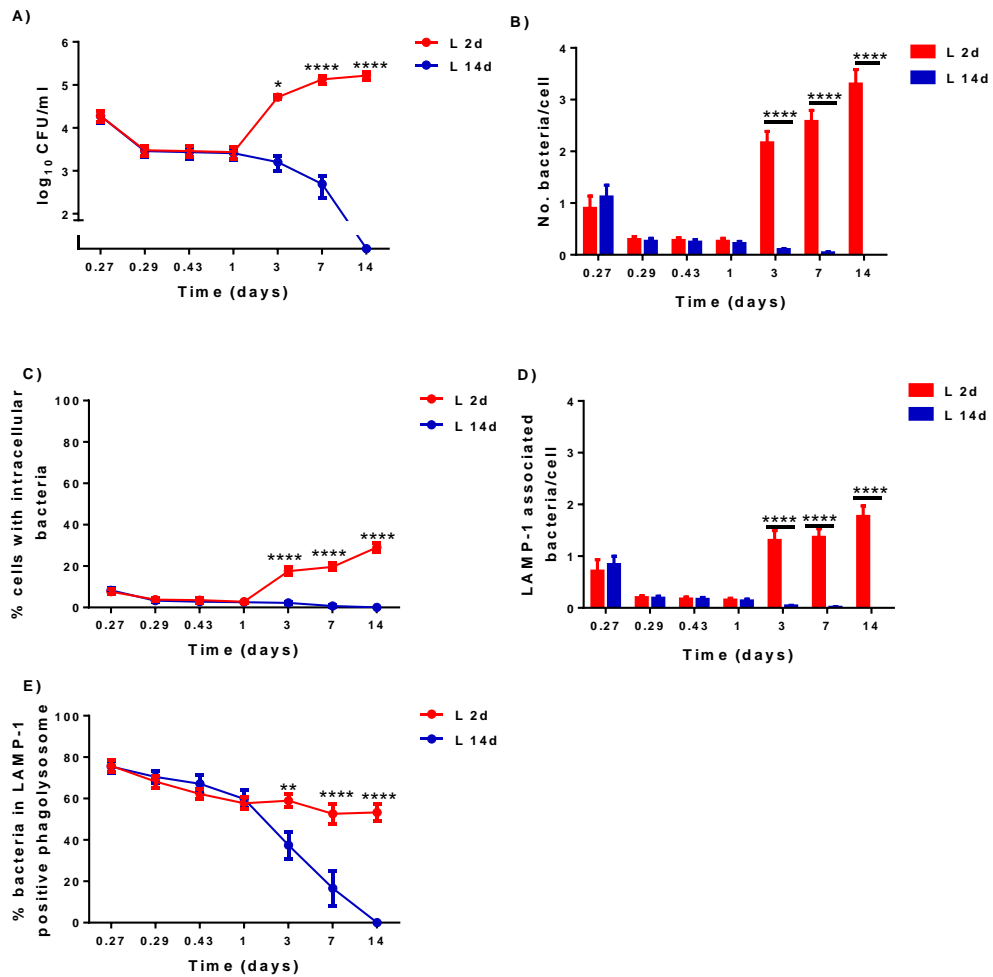 A)
L 2d
L 14d
log10 CFU/ml
6
5
4
3
2
* **** ****
0.27 0.29 0.43 1 3 7 14
Time (days)
B)
L 2d
L 14d
No. bacteria/cell
4
3
2
1
0
**** **** ****
0.27 0.29 0.43 1 3 7 14
Time (days)
C)
L 2d
L 14d
% cells with intracellular
bacteria
100
80
60
40
20
0
**** **** ****
0.27 0.29 0.43 1 3 7 14
Time (days)
D)
L 2d
L 14d
LAMP-1 associated
bacteria/cell
4
3
2
1
0
**** **** ****
0.27 0.29 0.43 1 3 7 14
Time (days)
E)
L 2d
L 14d
% bacteria in LAMP-1
positive phagolysosome
100
80
60
40
20
0
** **** ****
0.27 0.29 0.43 1 3 7 14
Time (days)